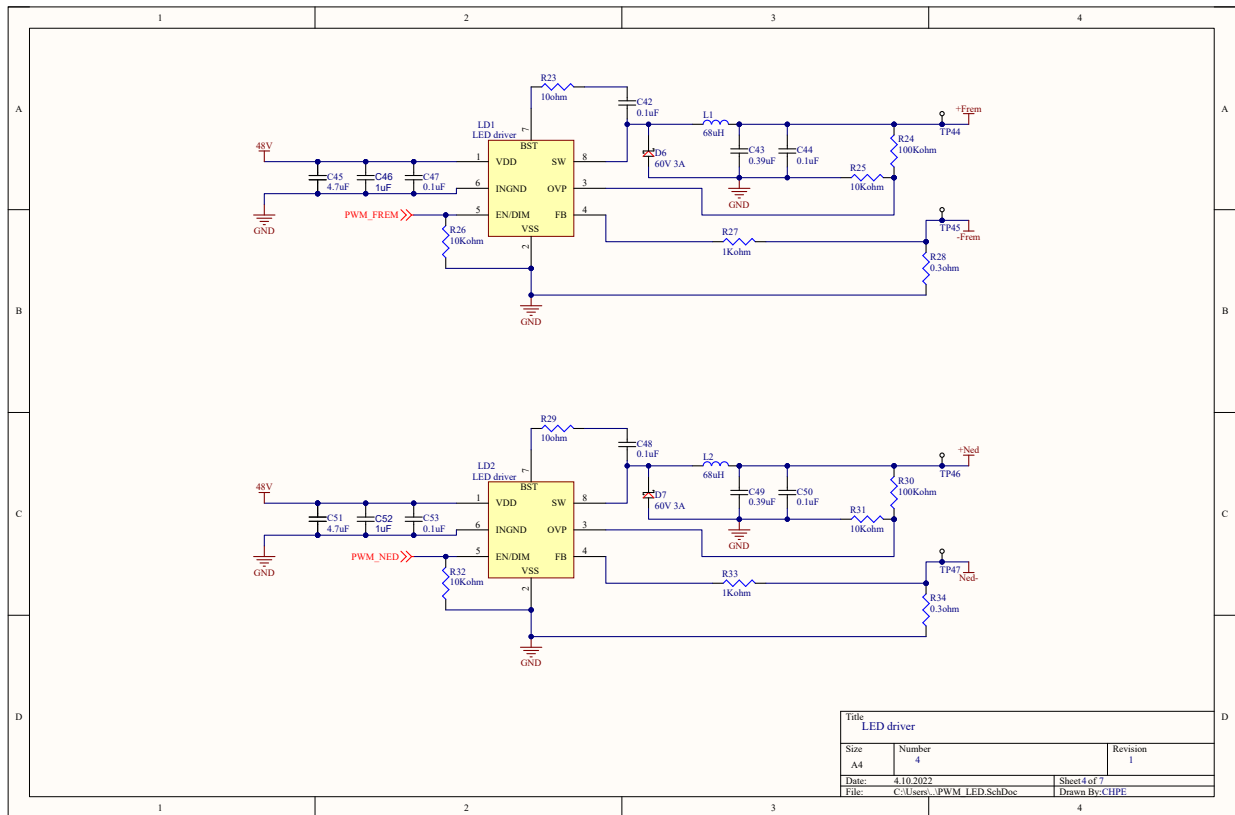 1 2 3 4
A A
R23
10ohm
C42
0.1uF
+Frem
LD1
LED driver
7
BST
L1
68uH
TP44
R24
100Kohm
48V
1 VDD SW 8
D6
60V 3A
C43
0.39uF
C44
0.1uF
R25
10Kohm
C45
4.7uF
C46
1uF
C47
0.1uF
6 INGND OVP 3
GND
PWM_FREM
5 EN/DIM FB 4
GND
VSS
2
R26
10Kohm
R27
1Kohm
TP45
-Frem
R28
0.3ohm
GND
B B
R29
10ohm
C48
0.1uF
+Ned
LD2
LED driver
7
BST
L2
68uH
TP46
R30
100Kohm
48V
1 VDD SW 8
D7
60V 3A
C49
0.39uF
C50
0.1uF
R31
10Kohm
C C
C51
4.7uF
C52
1uF
C53
0.1uF
6 INGND OVP 3
GND
PWM_NED
5 EN/DIM FB 4
GND
VSS
2
R32
10Kohm
R33
1Kohm
TP47
Ned-
R34
0.3ohm
GND
D D
Title
LED driver
Size Number Revision
A4 4 1
Date: 4.10.2022 Sheet 4 of 7
File: C:\Users\..\PWM_LED.SchDoc Drawn By: CHPE
1 2 3 4